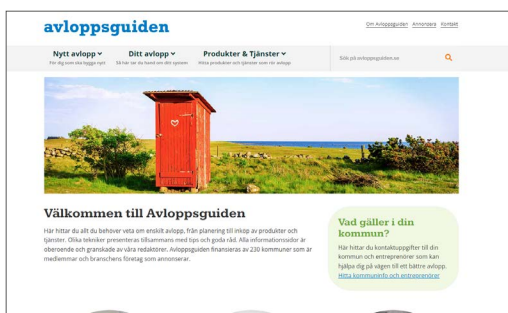 avloppsguiden
Om Avloppsguiden Annonsera Kontakt
Nytt avlopp Ditt avlopp Produkter & Tjänster
För dig som ska bygga nytt Så här tar du hand om ditt system Hitta produkter och tjänster som rör avlopp
Sök på avloppsguiden.se
Välkommen till Avloppsguiden
Här hittar du allt du behöver veta om enskilt avlopp, från planering till inköp av produkter och
tjänster. Olika tekniker presenteras tillsammans med tips och goda råd. Alla informationssidor är
oberoende och granskade av våra redaktörer. Avloppsguiden finansieras av 230 kommuner som är
medlemmar och branschens företag som annonserar.
Vad gäller i din
kommun?
Här hittar du kontaktuppgifter till din
kommun och entreprenörer som kan
hjälpa dig på vägen till ett bättre avlopp.
Hitta kommuninfo och entreprenörer